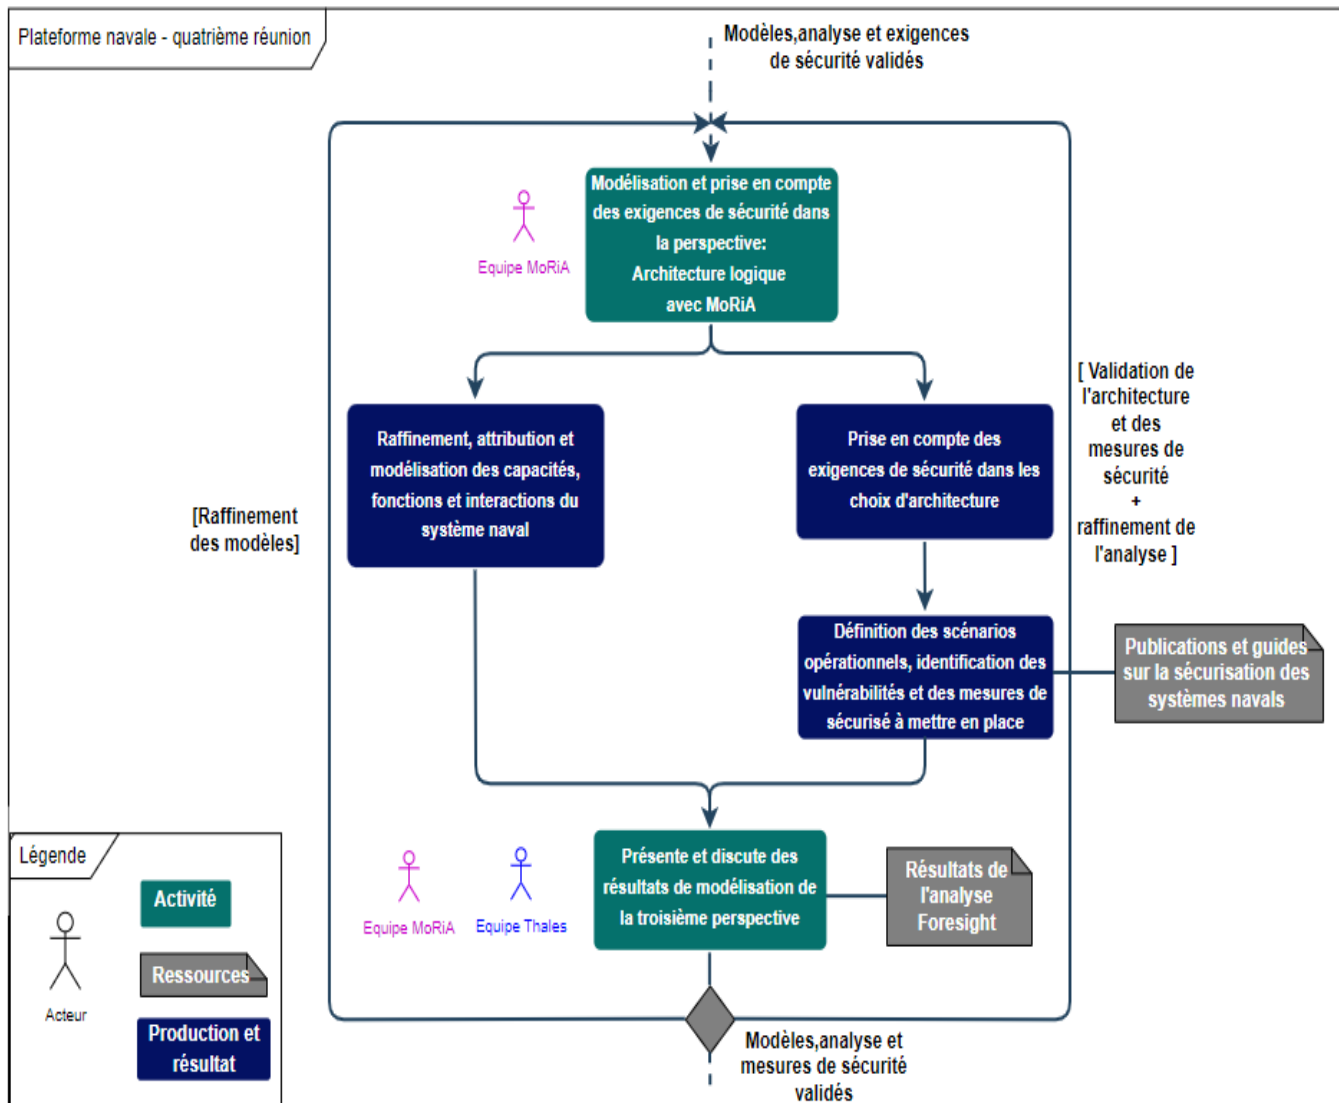 Plateforme navale - quatrième réunion
Modèles,analyse et exigences
de sécurité validés
Modélisation et prise en compte
des exigences de sécurité dans
la perspective:
Architecture logique
avec MoRiA
Equipe MoRiA
Raffinement, attribution et
modélisation des capacités,
fonctions et interactions du
système naval
Prise en compte des
exigences de sécurité dans les
choix d'architecture
[ Validation de
l'architecture
et des
mesures de
sécurité
+
raffinement de
l'analyse ]
[Raffinement
des modèles]
Définition des scénarios
opérationnels, identification des
vulnérabilités et des mesures de
sécurisé à mettre en place
Publications et guides
sur la sécurisation des
systèmes navals
Présente et discute des
résultats de modélisation de
la troisième perspective
Equipe MoRiA
Equipe Thales
Résultats de
l'analyse
Foresight
Modèles,analyse et
mesures de sécurité
validés
Légende
Activité
Ressources
Acteur
Production et
résultat